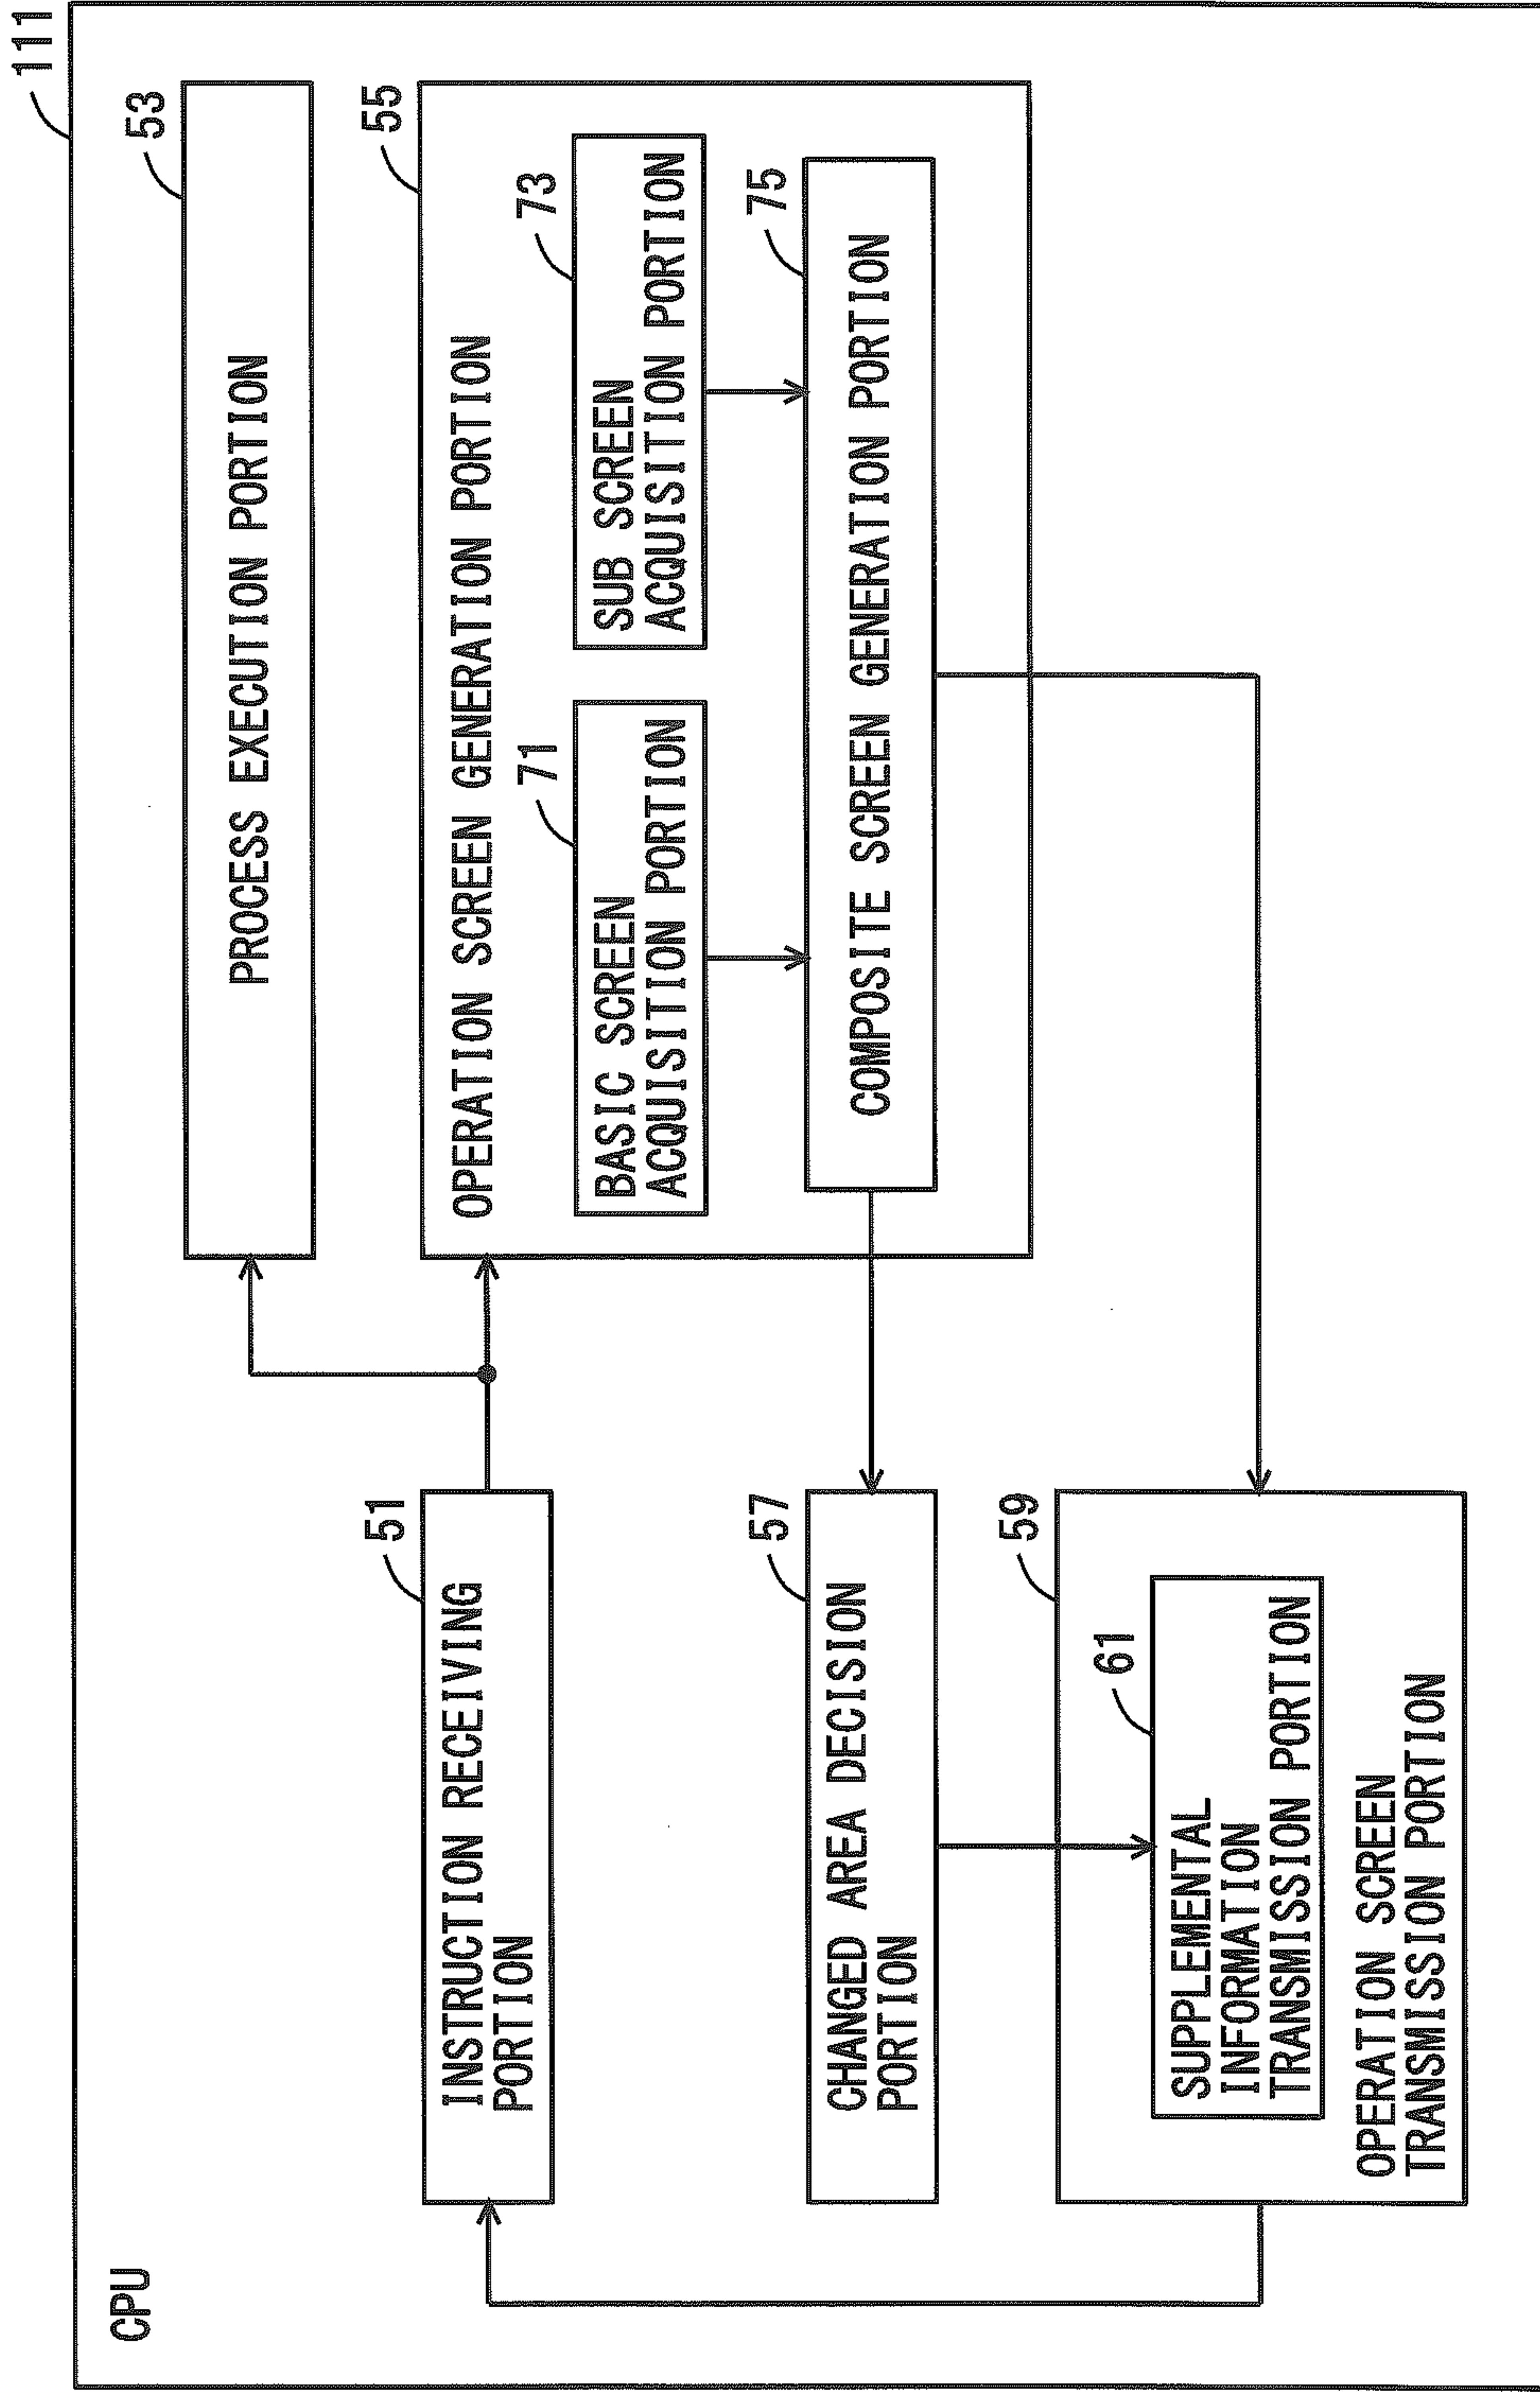 111
CPU
53
PROCESS EXECUTION PORTION
51
INSTRUCTION RECEIVING
PORTION
55
OPERATION SCREEN GENERATION PORTION
71
BASIC SCREEN
ACQUISITION PORTION
73
SUB SCREEN
ACQUISITION PORTION
75
COMPOSITE SCREEN GENERATION PORTION
57
CHANGED AREA DECISION
PORTION
59
61
SUPPLEMENTAL
INFORMATION
TRANSMISSION PORTION
OPERATION SCREEN
TRANSMISSION PORTION